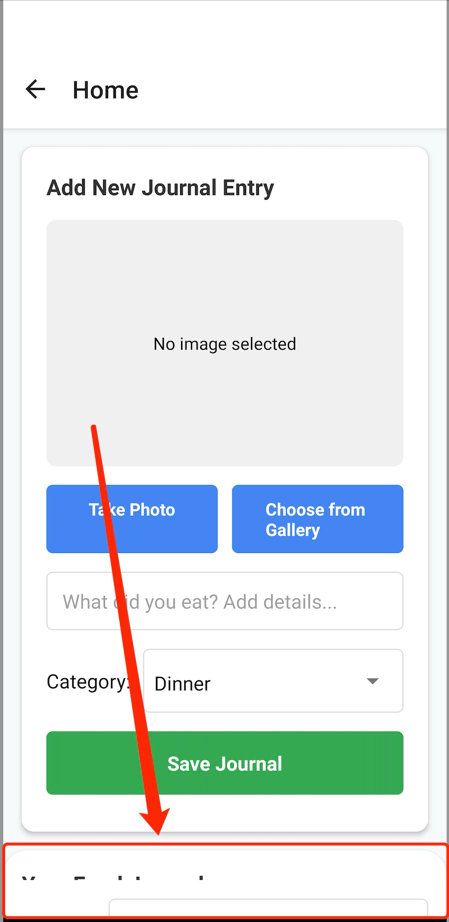 Home
Add New Journal Entry
No image selected
Take Photo
Choose from
Gallery
What did you eat? Add details...
Category:
Dinner
Save Journal